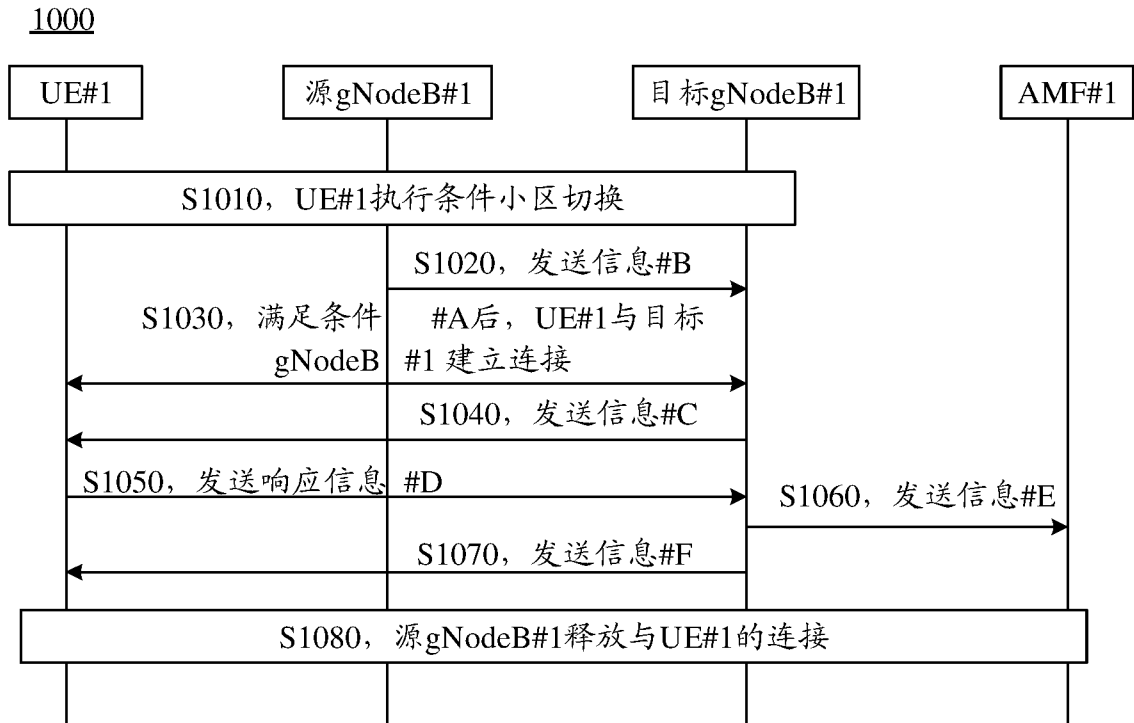 1000
UE#1
源gNodeB#1
目标gNodeB#1
AMF#1
S1010，UE#1执行条件小区切换
S1020，发送信息#B
S1030，满足条件#A后，UE#1与目标
gNodeB#1 建立连接
S1040，发送信息#C
S1050，发送响应信息#D
S1060，发送信息#E
S1070，发送信息#F
S1080，源gNodeB#1释放与UE#1的连接